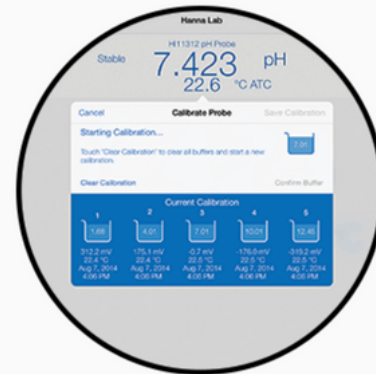 Hanna Lab
HI11312 pH Probe
Stable 7.423 pH
22.6 °C ATC
Cancel Calibrate Probe Save Calibration
Starting Calibration...
7.01
Touch 'Clear Calibration' to clear all buffers and start a new
calibration.
Clear Calibration Confirm Buffer
Current Calibration
1 2 3 4 5
1.68 4.01 7.01 10.01 12.45
312.2 mV 175.1 mV -0.7 mV -176.0 mV -315.2 mV
22.4 °C 22.4 °C 22.5 °C 22.5 °C 22.5 °C
Aug 7, 2014 Aug 7, 2014 Aug 7, 2014 Aug 7, 2014 Aug 7, 2014
4:06 PM 4:06 PM 4:06 PM 4:06 PM 4:06 PM